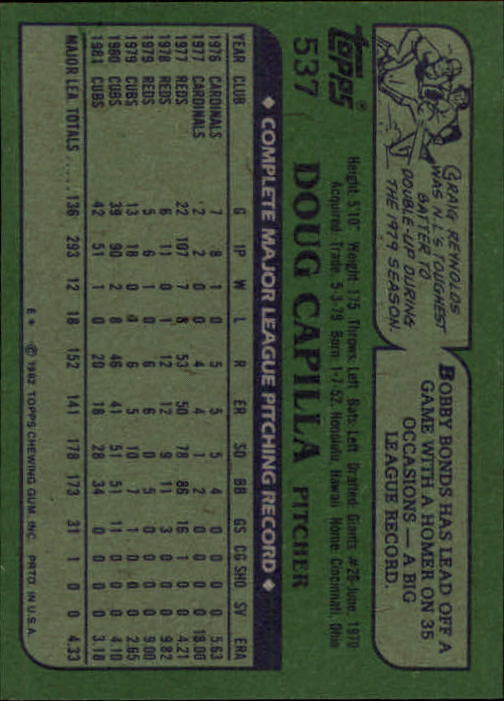 topps®
537 DOUG CAPILLA PITCHER
Height: 5'10" Weight: 175 Throws: Left Bats: Left Drafted: Giants #26-June, 1970
Acquired: Trade, 5-3-79 Born: 1-7-52, Honolulu, Hawaii Home: Cincinnati, Ohio
◆ COMPLETE MAJOR LEAGUE PITCHING RECORD ◆
YEAR CLUB G IP W L R ER SO BB GS CG SHO SV ERA
1976 CARDINALS 7 8 1 0 5 5 5 4 0 0 0 0 5.63
1977 CARDINALS 2 2 0 0 4 4 1 2 0 0 0 0 18.00
1977 REDS 22 107 7 8 53 50 78 86 16 1 0 0 4.21
1978 REDS 6 11 0 1 12 12 9 11 3 0 0 0 9.82
1979 REDS 5 6 1 0 6 6 0 5 0 0 0 0 9.00
1979 CUBS 13 18 0 1 6 5 10 7 1 0 0 0 2.65
1980 CUBS 39 90 2 8 46 41 51 51 11 0 0 0 4.10
1981 CUBS 42 51 1 0 20 18 28 34 0 0 0 0 3.18
MAJOR LEA. TOTALS ..... 136 293 12 18 152 141 178 173 31 1 0 0 4.33
E * © 1982 TOPPS CHEWING GUM, INC. PRTD. IN U.S.A.
CRAIG REYNOLDS
WAS N.L.'S TOUGHEST
BATTER TO
DOUBLE-UP DURING
THE 1979 SEASON.
BOBBY BONDS HAS LEAD OFF A
GAME WITH A HOMER ON 35
OCCASIONS — A BIG
LEAGUE RECORD.